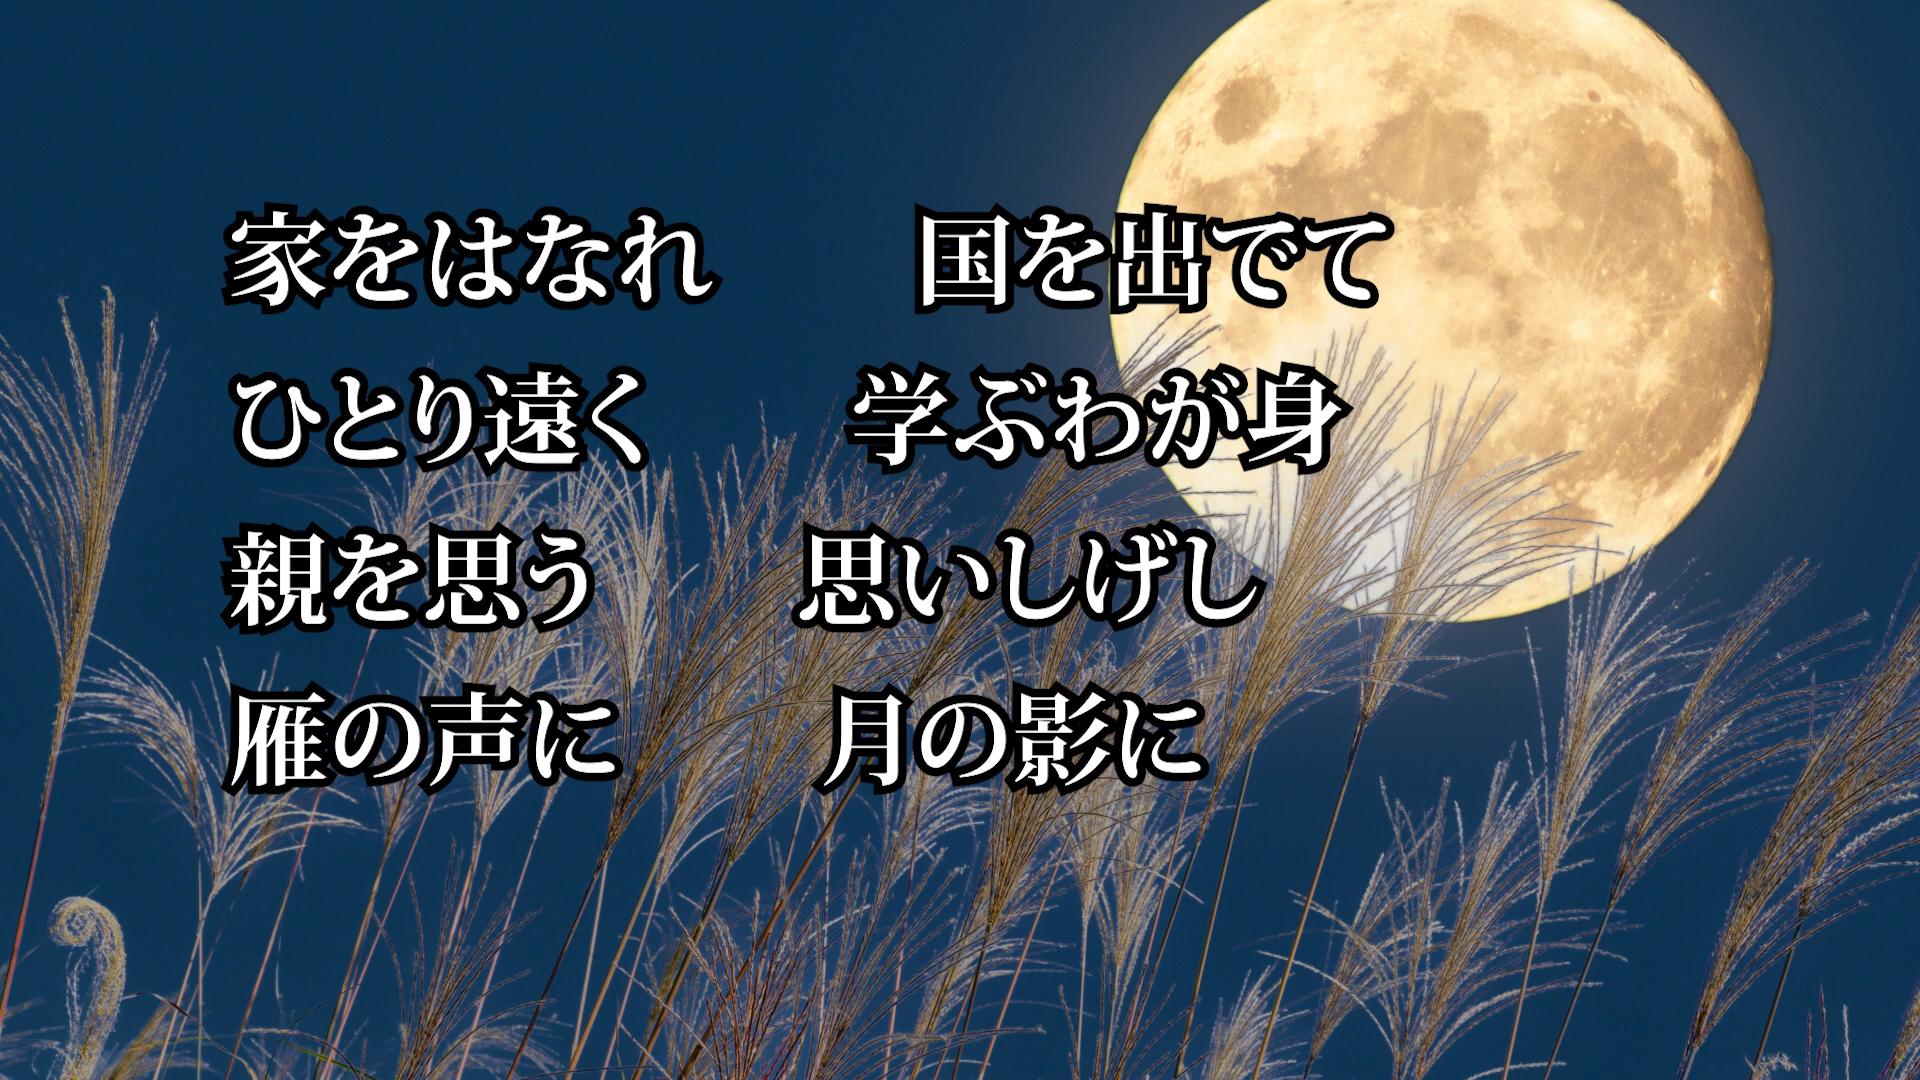 家をはなれ　国を出でて
ひとり遠く　学ぶわが身
親を思う　思いしげし
雁の声に　月の影に